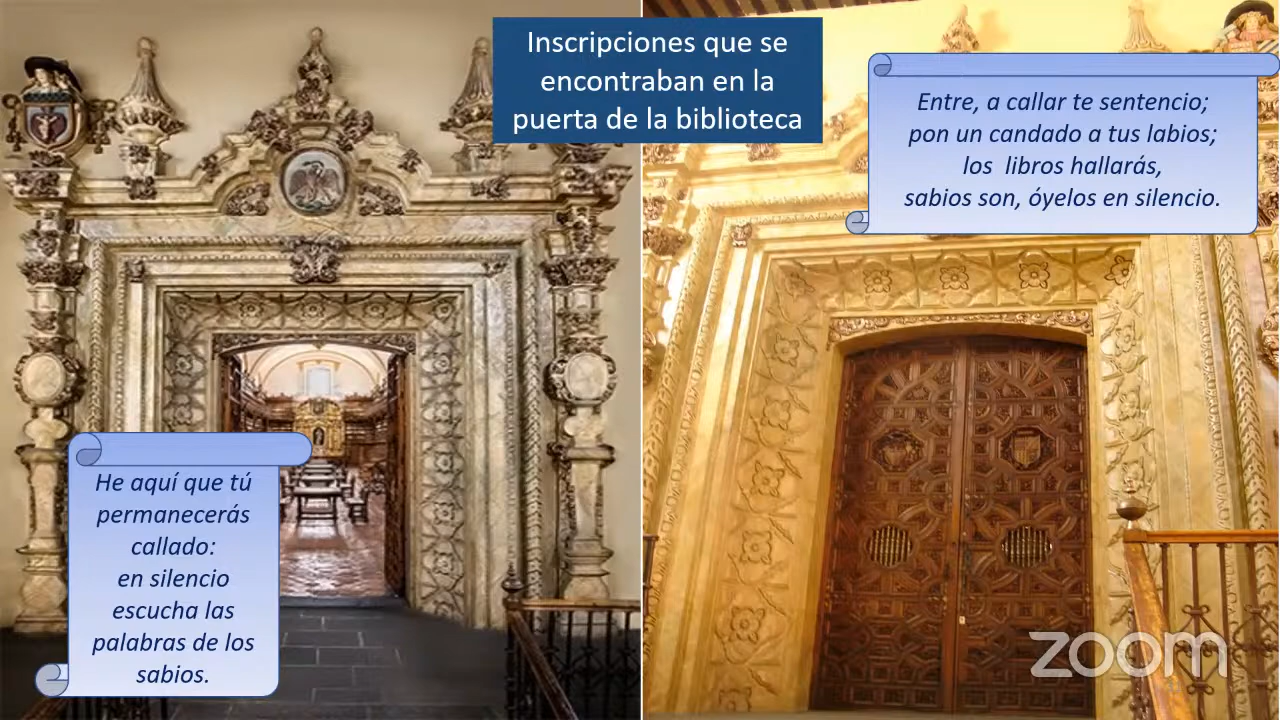 Inscripciones que se
encontraban en la
puerta de la biblioteca
Entre, a callar te sentencio;
pon un candado a tus labios;
los libros hallarás,
sabios son, óyelos en silencio.
He aquí que tú
permanecerás
callado:
en silencio
escucha las
palabras de los
sabios.
zoom